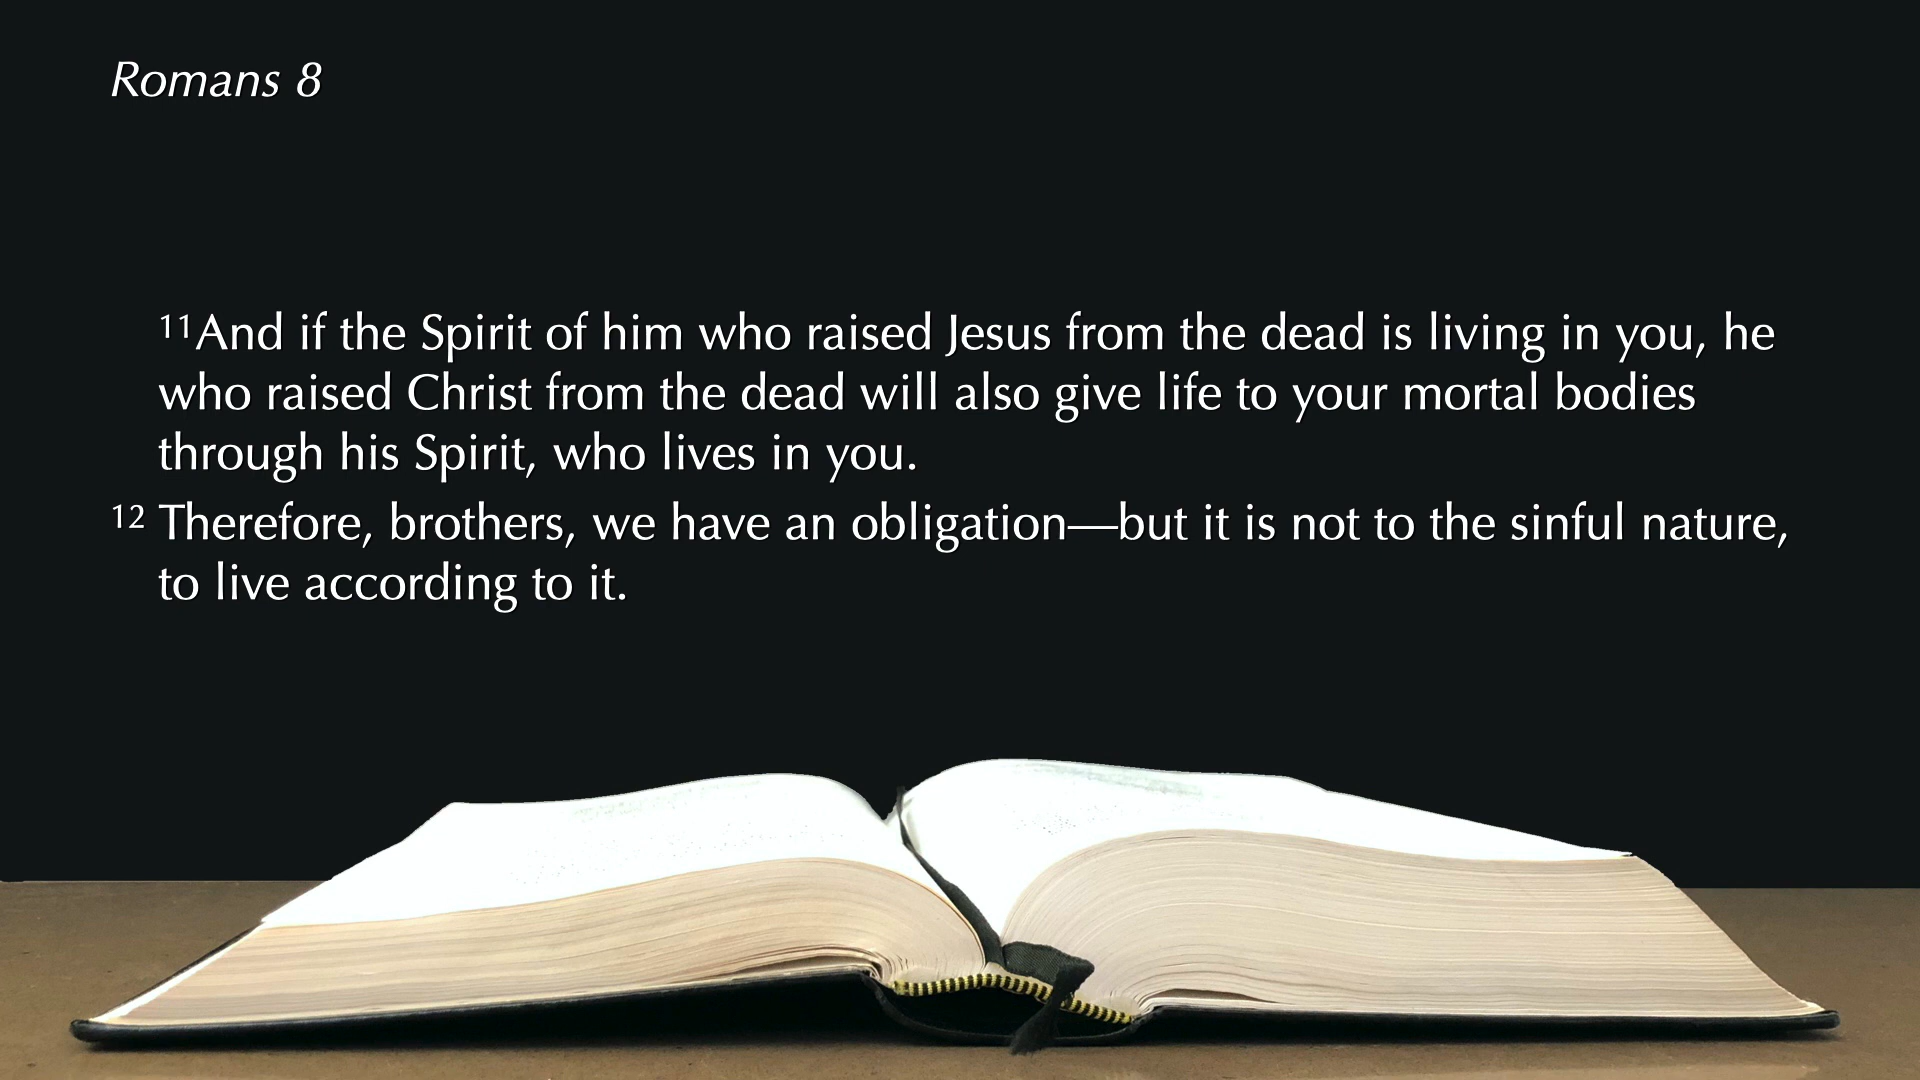 Romans 8
11And if the Spirit of him who raised Jesus from the dead is living in you, he
who raised Christ from the dead will also give life to your mortal bodies
through his Spirit, who lives in you.
12 Therefore, brothers, we have an obligation—but it is not to the sinful nature,
to live according to it.